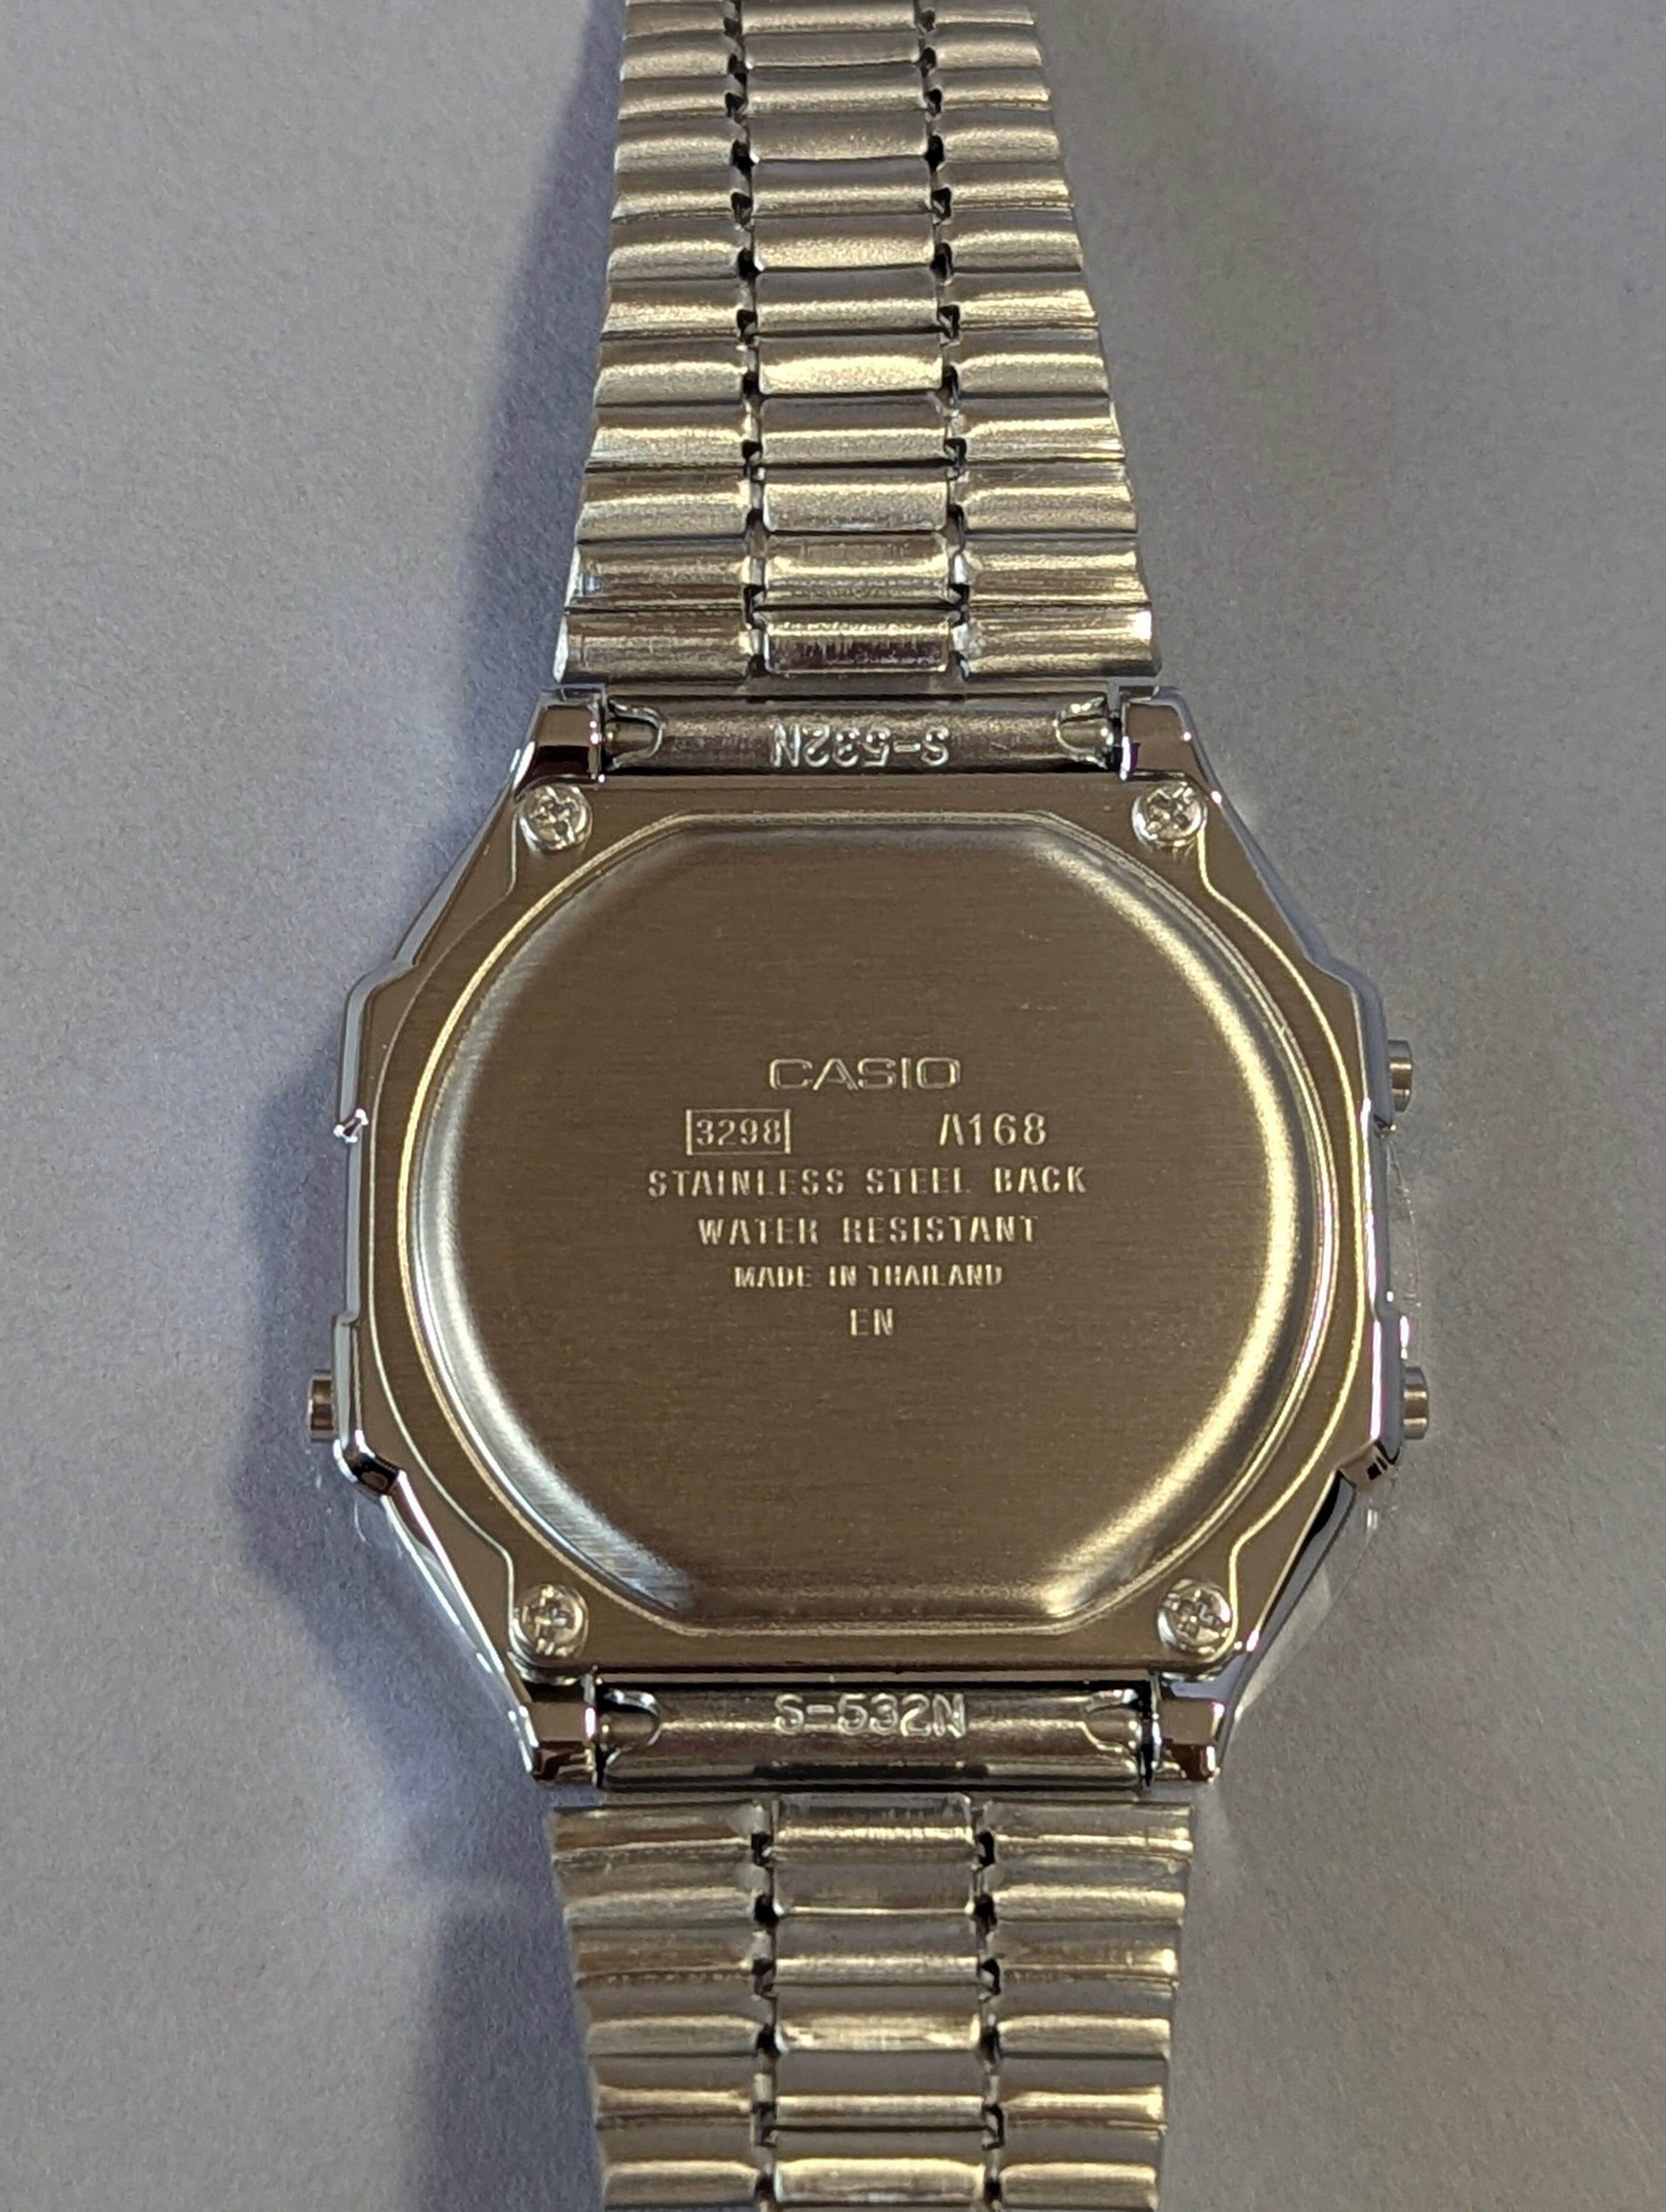 S-532N
CASIO
3298 A168
STAINLESS STEEL BACK
WATER RESISTANT
MADE IN THAILAND
EN
S-532N